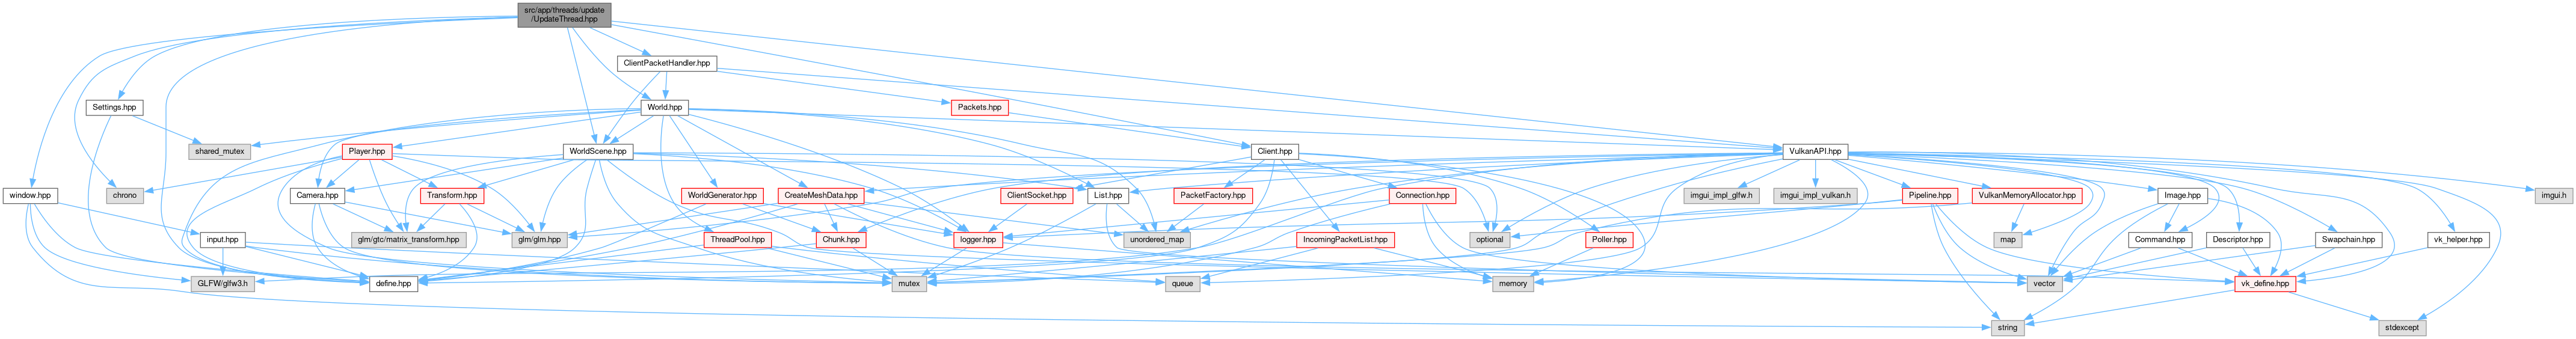 src/app/threads/update
/UpdateThread.hpp
ClientPacketHandler.hpp
Settings.hpp
World.hpp
Packets.hpp
shared_mutex
Player.hpp
WorldScene.hpp
Client.hpp
VulkanAPI.hpp
window.hpp
chrono
Camera.hpp
Transform.hpp
WorldGenerator.hpp
CreateMeshData.hpp
ClientSocket.hpp
List.hpp
PacketFactory.hpp
Connection.hpp
imgui_impl_glfw.h
imgui_impl_vulkan.h
Pipeline.hpp
VulkanMemoryAllocator.hpp
Image.hpp
imgui.h
input.hpp
glm/gtc/matrix_transform.hpp
glm/glm.hpp
ThreadPool.hpp
Chunk.hpp
logger.hpp
unordered_map
IncomingPacketList.hpp
optional
Poller.hpp
map
Command.hpp
Descriptor.hpp
Swapchain.hpp
vk_helper.hpp
GLFW/glfw3.h
define.hpp
mutex
queue
memory
vector
vk_define.hpp
string
stdexcept